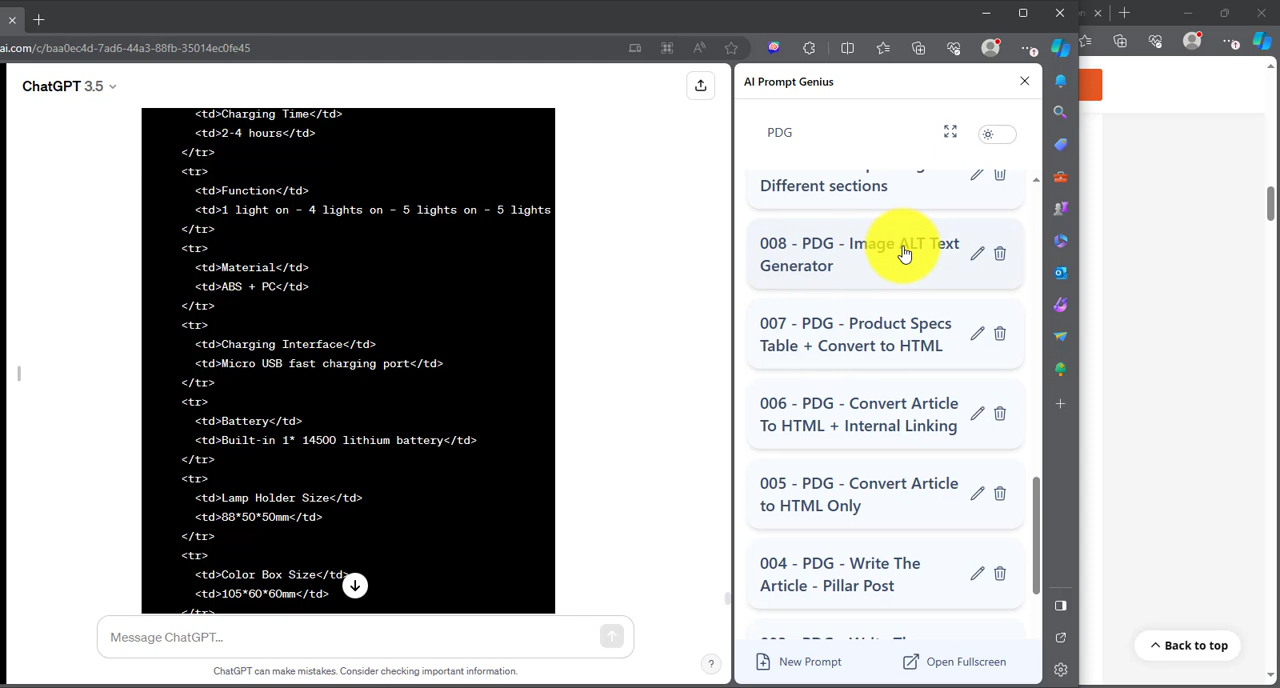 ai.com/c/baa0ec4d-7ad6-44a3-88fb-35014ec0fe45
ChatGPT 3.5
<td>Charging Time</td>
<td>2-4 hours</td>
</tr>
<tr>
<td>Function</td>
<td>1 light on - 4 lights on - 5 lights on - 5 lights
</tr>
<tr>
<td>Material</td>
<td>ABS + PC</td>
</tr>
<tr>
<td>Charging Interface</td>
<td>Micro USB fast charging port</td>
</tr>
<tr>
<td>Battery</td>
<td>Built-in 1* 14500 lithium battery</td>
</tr>
<tr>
<td>Lamp Holder Size</td>
<td>88*50*50mm</td>
</tr>
<tr>
<td>Color Box Size</td>
<td>105*60*60mm</td>
</tr>
Message ChatGPT...
ChatGPT can make mistakes. Consider checking important information.
?
AI Prompt Genius
PDG
Different sections
008 - PDG - Image ALT Text
Generator
007 - PDG - Product Specs
Table + Convert to HTML
006 - PDG - Convert Article
To HTML + Internal Linking
005 - PDG - Convert Article
to HTML Only
004 - PDG - Write The
Article - Pillar Post
New Prompt
Open Fullscreen
Back to top